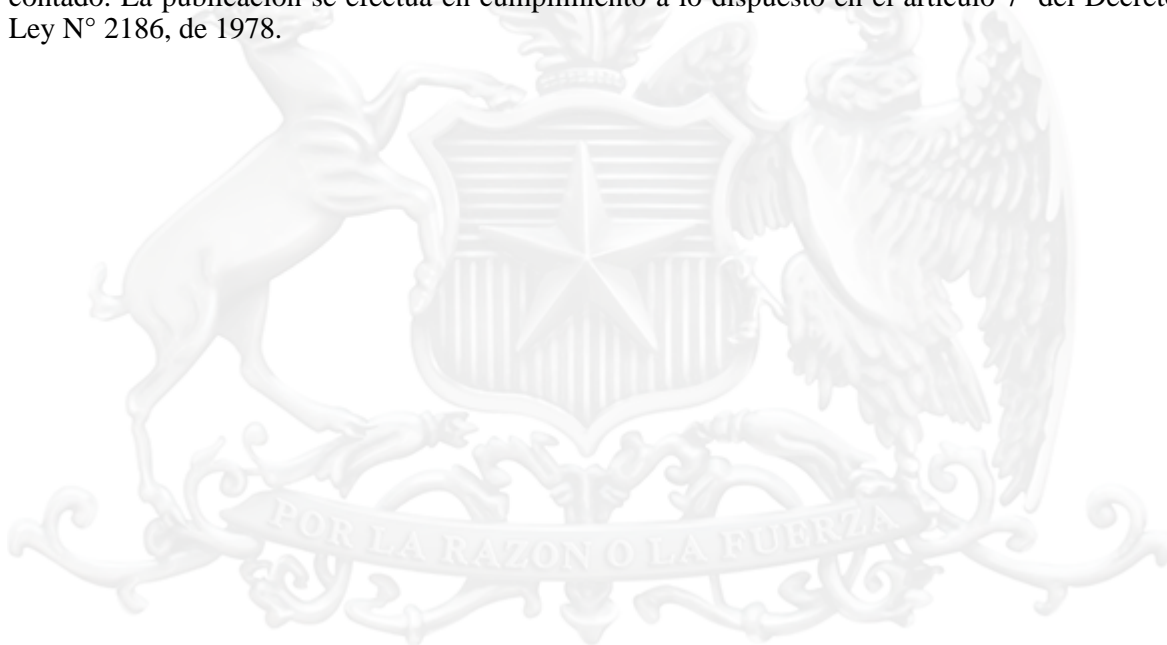 contado. La publicación se efectúa en cumplimiento a lo dispuesto en el artículo 7° del Decreto
Ley N° 2186, de 1978.
POR LA RAZON O LA FUERZA